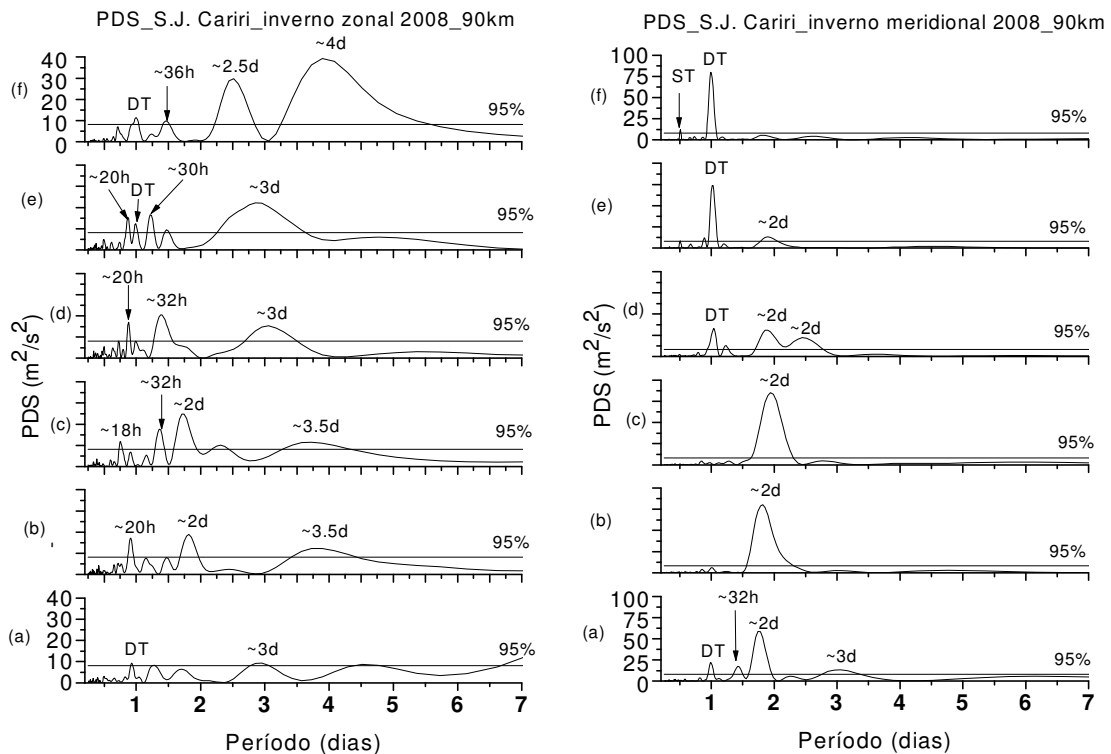 PDS_S.J. Cariri_inverno zonal 2008_90km
PDS (m²/s²)
(f)
40
30
20
10
0
DT
~36h
~2.5d
~4d
95%
(e)
~20h
DT
~30h
~3d
95%
(d)
~20h
~32h
~3d
95%
(c)
~18h
~32h
~2d
~3.5d
95%
(b)
~20h
~2d
~3.5d
95%
(a)
40
30
20
10
0
DT
~3d
95%
1 2 3 4 5 6 7
Período (dias)
PDS_S.J. Cariri_inverno meridional 2008_90km
PDS (m²/s²)
(f)
100
75
50
25
0
ST
DT
95%
(e)
DT
~2d
95%
(d)
DT
~2d
~2d
95%
(c)
~2d
95%
(b)
~2d
95%
(a)
100
75
50
25
0
DT
~32h
~2d
~3d
95%
1 2 3 4 5 6 7
Período (dias)